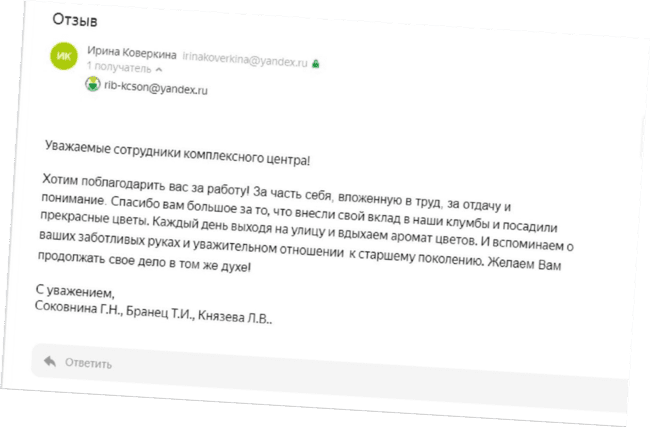 Отзыв
ИК
Ирина Коверкина irinakoverkina@yandex.ru
1 получатель
rib-kcson@yandex.ru
Уважаемые сотрудники комплексного центра!
Хотим поблагодарить вас за работу! За часть себя, вложенную в труд, за отдачу и
понимание. Спасибо вам большое за то, что внесли свой вклад в наши клумбы и посадили
прекрасные цветы. Каждый день выходя на улицу и вдыхаем аромат цветов. И вспоминаем о
ваших заботливых руках и уважительном отношении к старшему поколению. Желаем Вам
продолжать свое дело в том же духе!
С уважением,
Соковнина Г.Н., Бранец Т.И., Князева Л.В..
Ответить